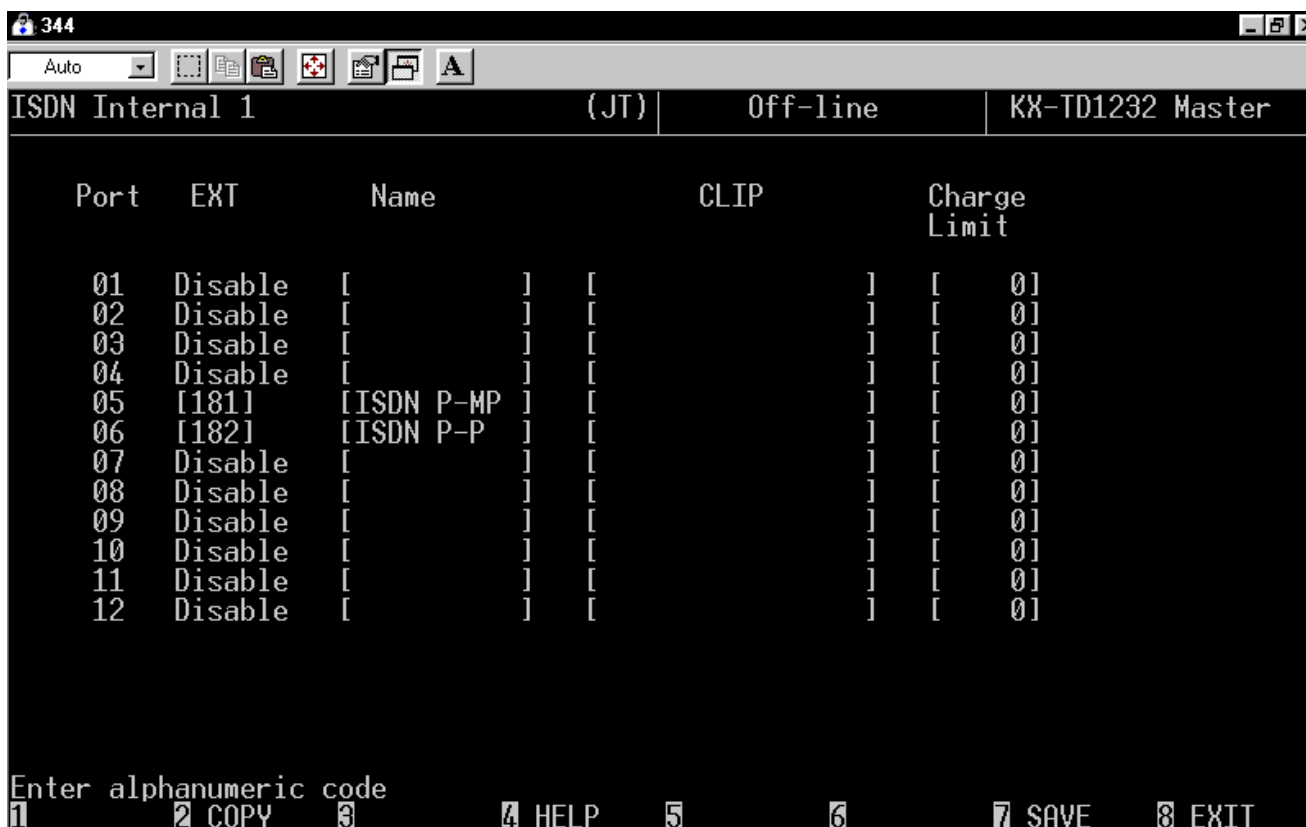 344
Auto A
ISDN Internal 1 (JT) Off-line KX-TD1232 Master
Port EXT Name CLIP Charge
Limit
01 Disable [ ] [ ] [ 0]
02 Disable [ ] [ ] [ 0]
03 Disable [ ] [ ] [ 0]
04 Disable [ ] [ ] [ 0]
05 [181] [ISDN P-MP ] [ ] [ 0]
06 [182] [ISDN P-P ] [ ] [ 0]
07 Disable [ ] [ ] [ 0]
08 Disable [ ] [ ] [ 0]
09 Disable [ ] [ ] [ 0]
10 Disable [ ] [ ] [ 0]
11 Disable [ ] [ ] [ 0]
12 Disable [ ] [ ] [ 0]
Enter alphanumeric code
1 2 COPY 3 4 HELP 5 6 7 SAVE 8 EXIT